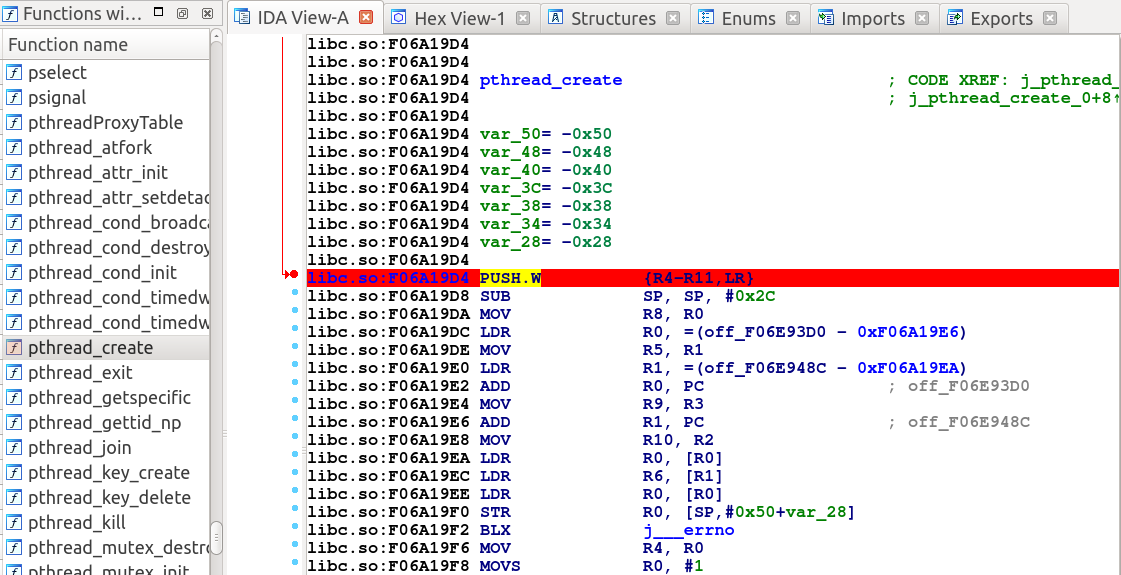 Functions wi...
Function name
pselect
psignal
pthreadProxyTable
pthread_atfork
pthread_attr_init
pthread_attr_setdetac
pthread_cond_broadca
pthread_cond_destroy
pthread_cond_init
pthread_cond_timedw
pthread_cond_timedw
pthread_create
pthread_exit
pthread_getspecific
pthread_gettid_np
pthread_join
pthread_key_create
pthread_key_delete
pthread_kill
pthread_mutex_destro
pthread_mutex_init
IDA View-A Hex View-1 Structures Enums Imports Exports
libc.so:F06A19D4
libc.so:F06A19D4
libc.so:F06A19D4 pthread_create ; CODE XREF: j_pthread_
libc.so:F06A19D4 ; j_pthread_create_0+8↑
libc.so:F06A19D4
libc.so:F06A19D4 var_50= -0x50
libc.so:F06A19D4 var_48= -0x48
libc.so:F06A19D4 var_40= -0x40
libc.so:F06A19D4 var_3C= -0x3C
libc.so:F06A19D4 var_38= -0x38
libc.so:F06A19D4 var_34= -0x34
libc.so:F06A19D4 var_28= -0x28
libc.so:F06A19D4
libc.so:F06A19D4 PUSH.W {R4-R11,LR}
libc.so:F06A19D8 SUB SP, SP, #0x2C
libc.so:F06A19DA MOV R8, R0
libc.so:F06A19DC LDR R0, =(off_F06E93D0 - 0xF06A19E6)
libc.so:F06A19DE MOV R5, R1
libc.so:F06A19E0 LDR R1, =(off_F06E948C - 0xF06A19EA)
libc.so:F06A19E2 ADD R0, PC ; off_F06E93D0
libc.so:F06A19E4 MOV R9, R3
libc.so:F06A19E6 ADD R1, PC ; off_F06E948C
libc.so:F06A19E8 MOV R10, R2
libc.so:F06A19EA LDR R0, [R0]
libc.so:F06A19EC LDR R6, [R1]
libc.so:F06A19EE LDR R0, [R0]
libc.so:F06A19F0 STR R0, [SP,#0x50+var_28]
libc.so:F06A19F2 BLX j___errno
libc.so:F06A19F6 MOV R4, R0
libc.so:F06A19F8 MOVS R0, #1